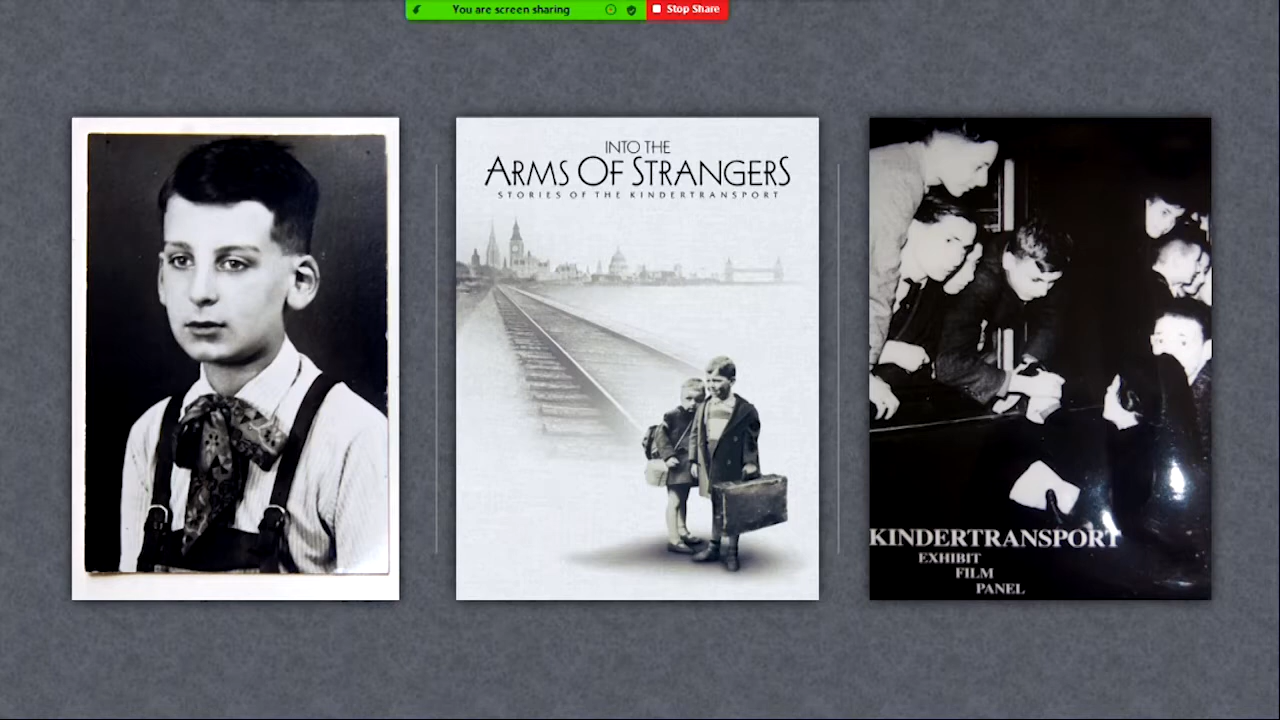 You are screen sharing
Stop Share
INTO THE
ARMS OF STRANGERS
STORIES OF THE KINDERTRANSPORT
KINDERTRANSPORT
EXHIBIT
FILM
PANEL